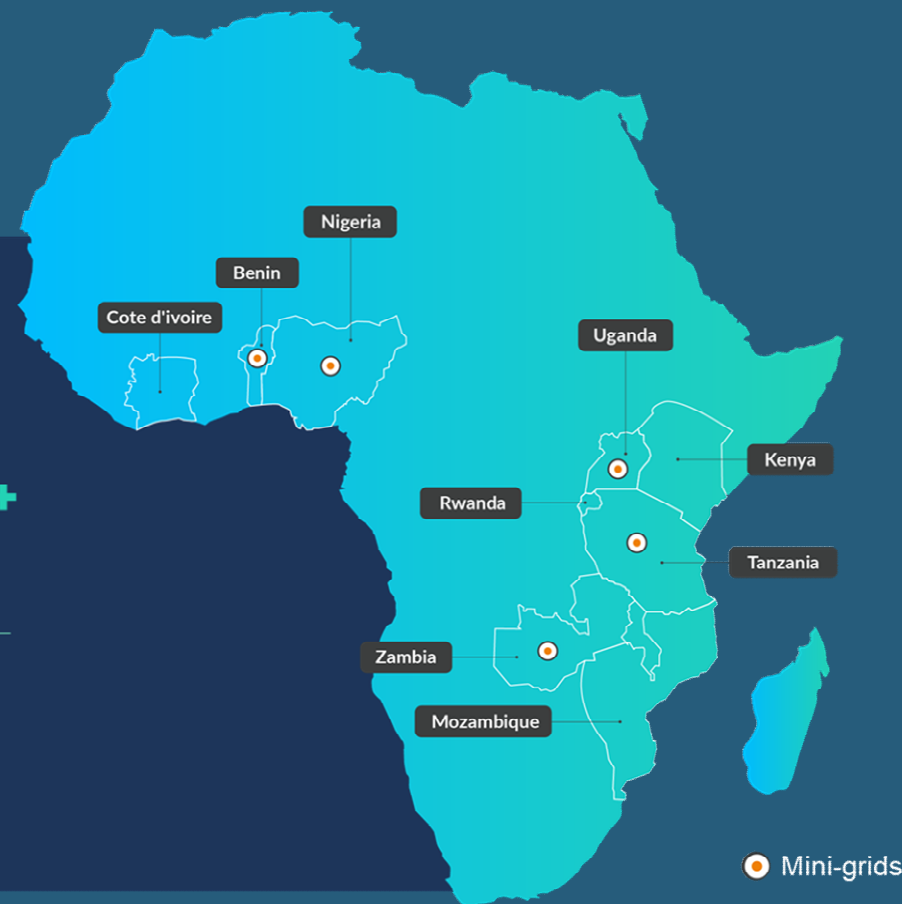 Nigeria
Benin
Cote d'ivoire
Uganda
Kenya
Rwanda
Tanzania
Zambia
Mozambique
Mini-grids